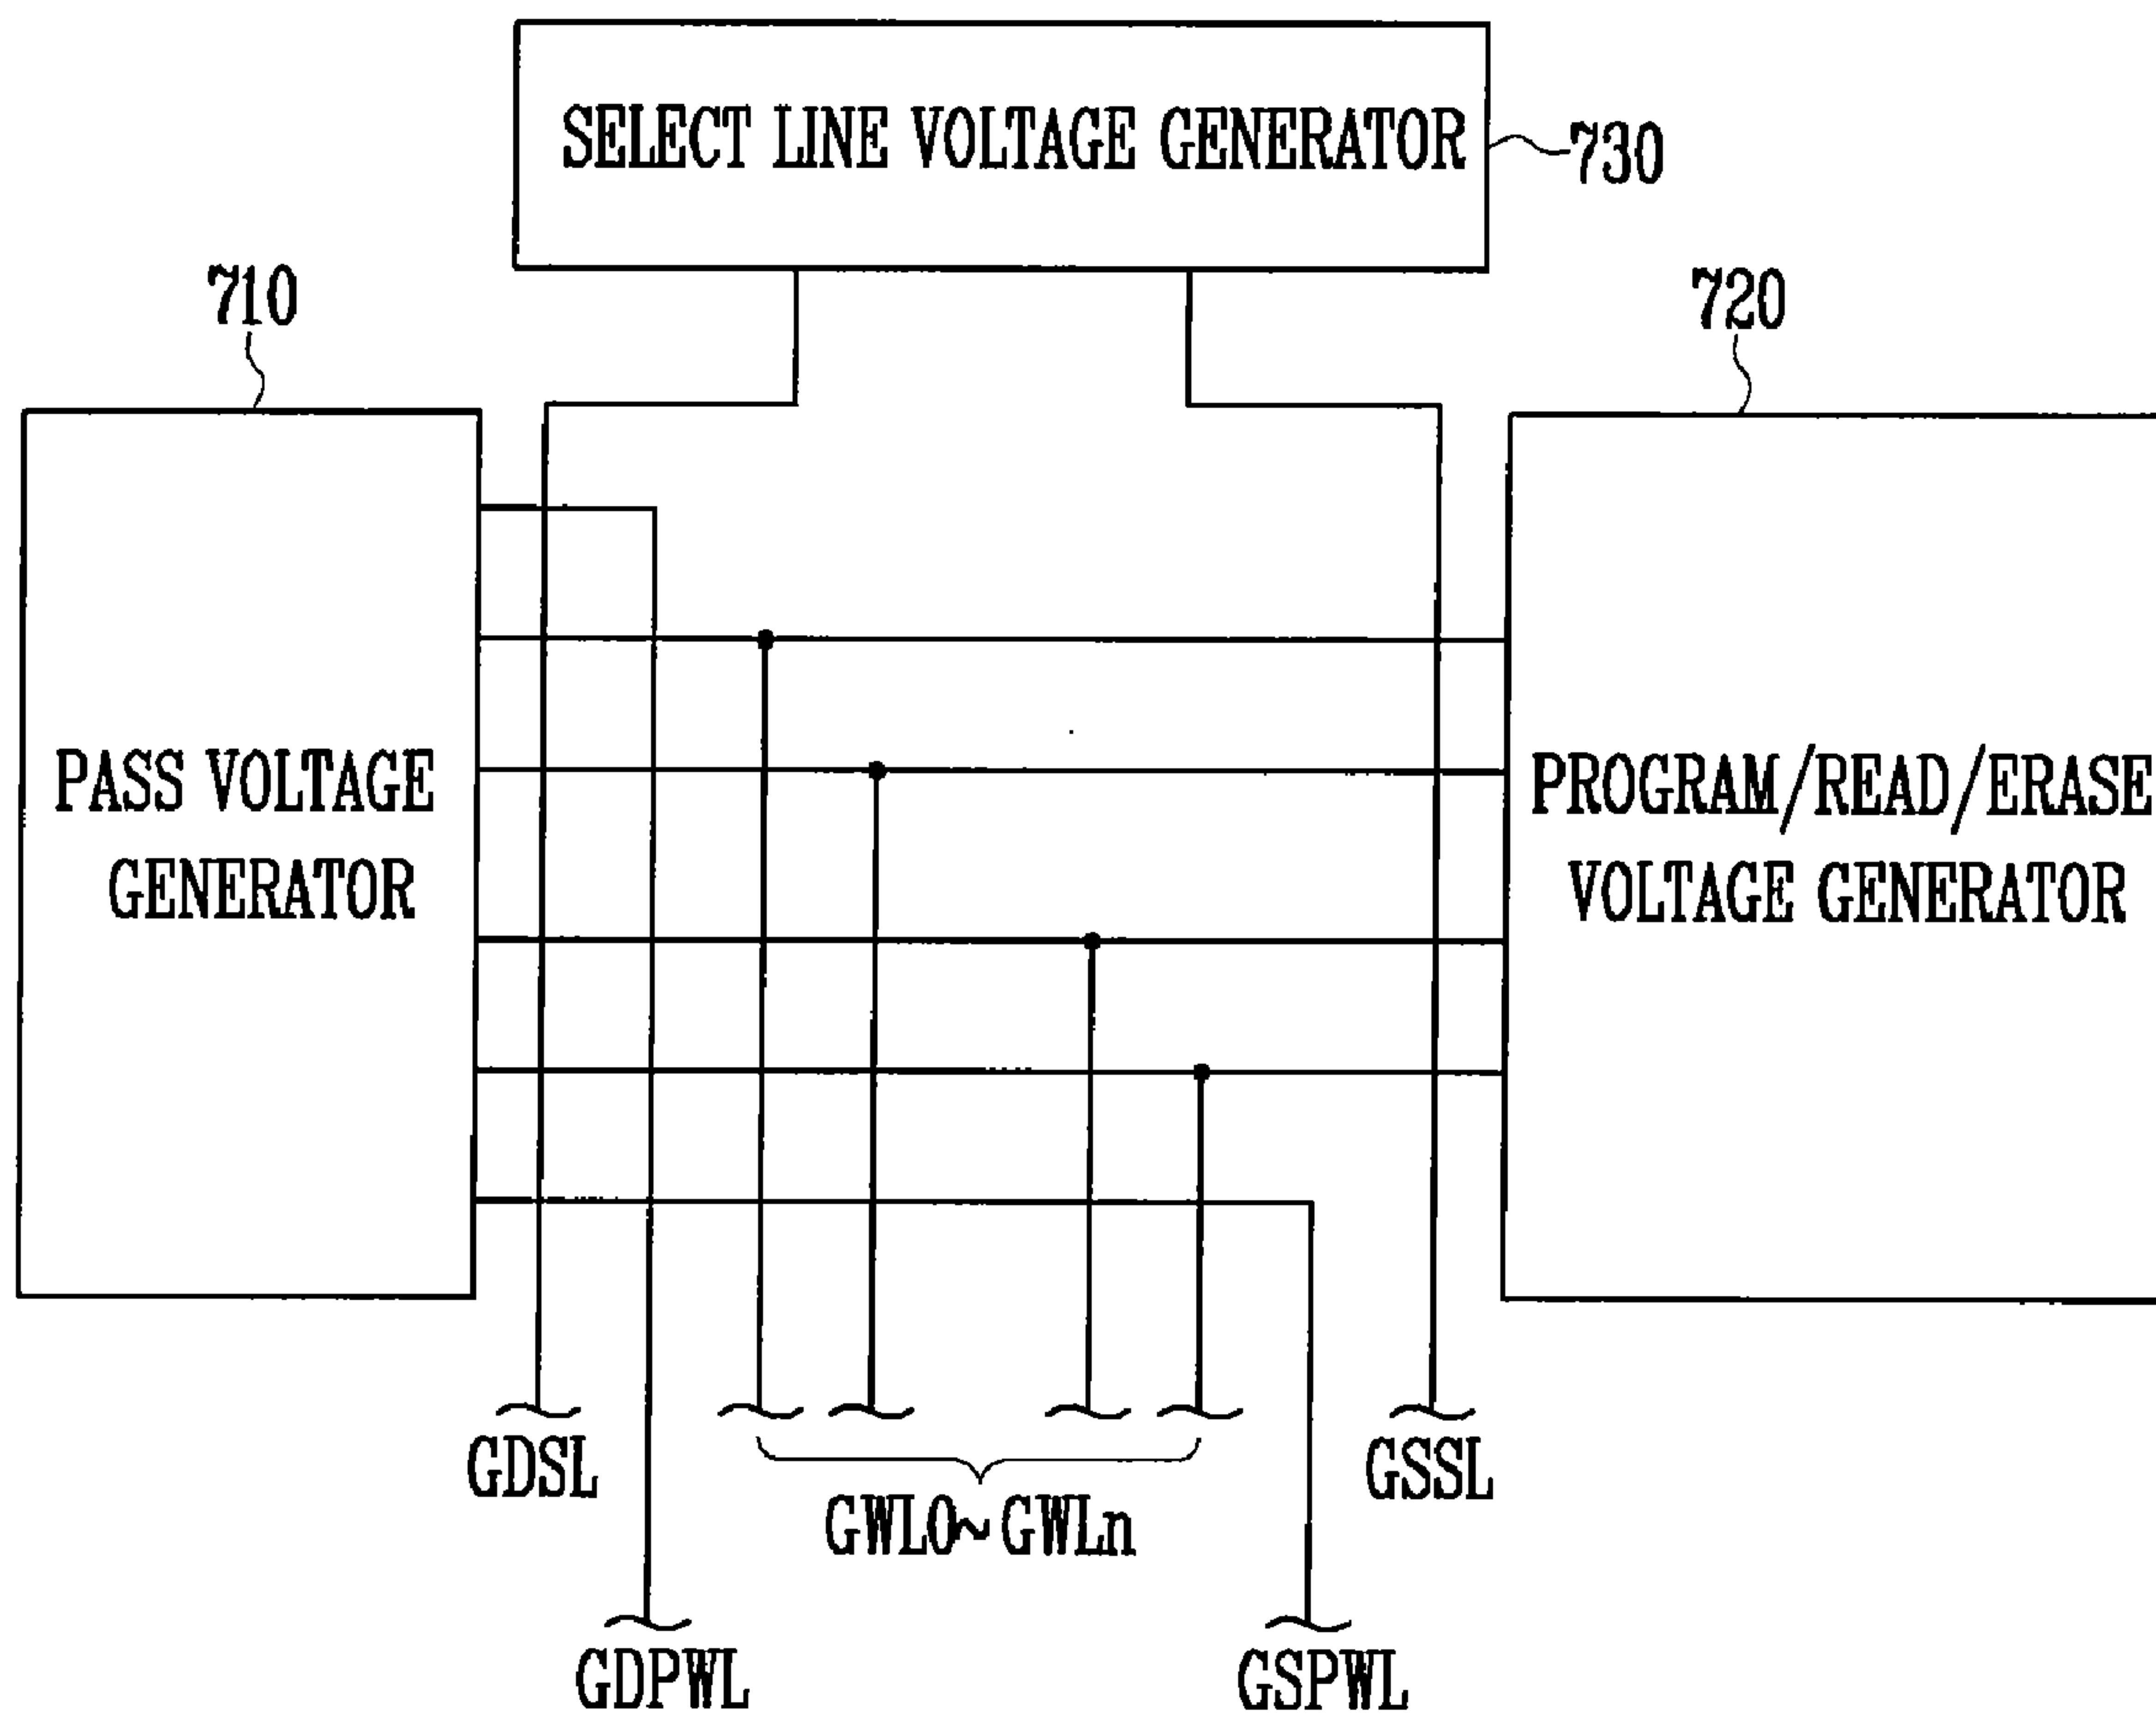 SELECT LINE VOLTAGE GENERATOR
730
710
720
PASS VOLTAGE
GENERATOR
PROGRAM/READ/ERASE
VOLTAGE GENERATOR
GDSL
GWL0~GWLn
GSSL
GDPWL
GSPWL